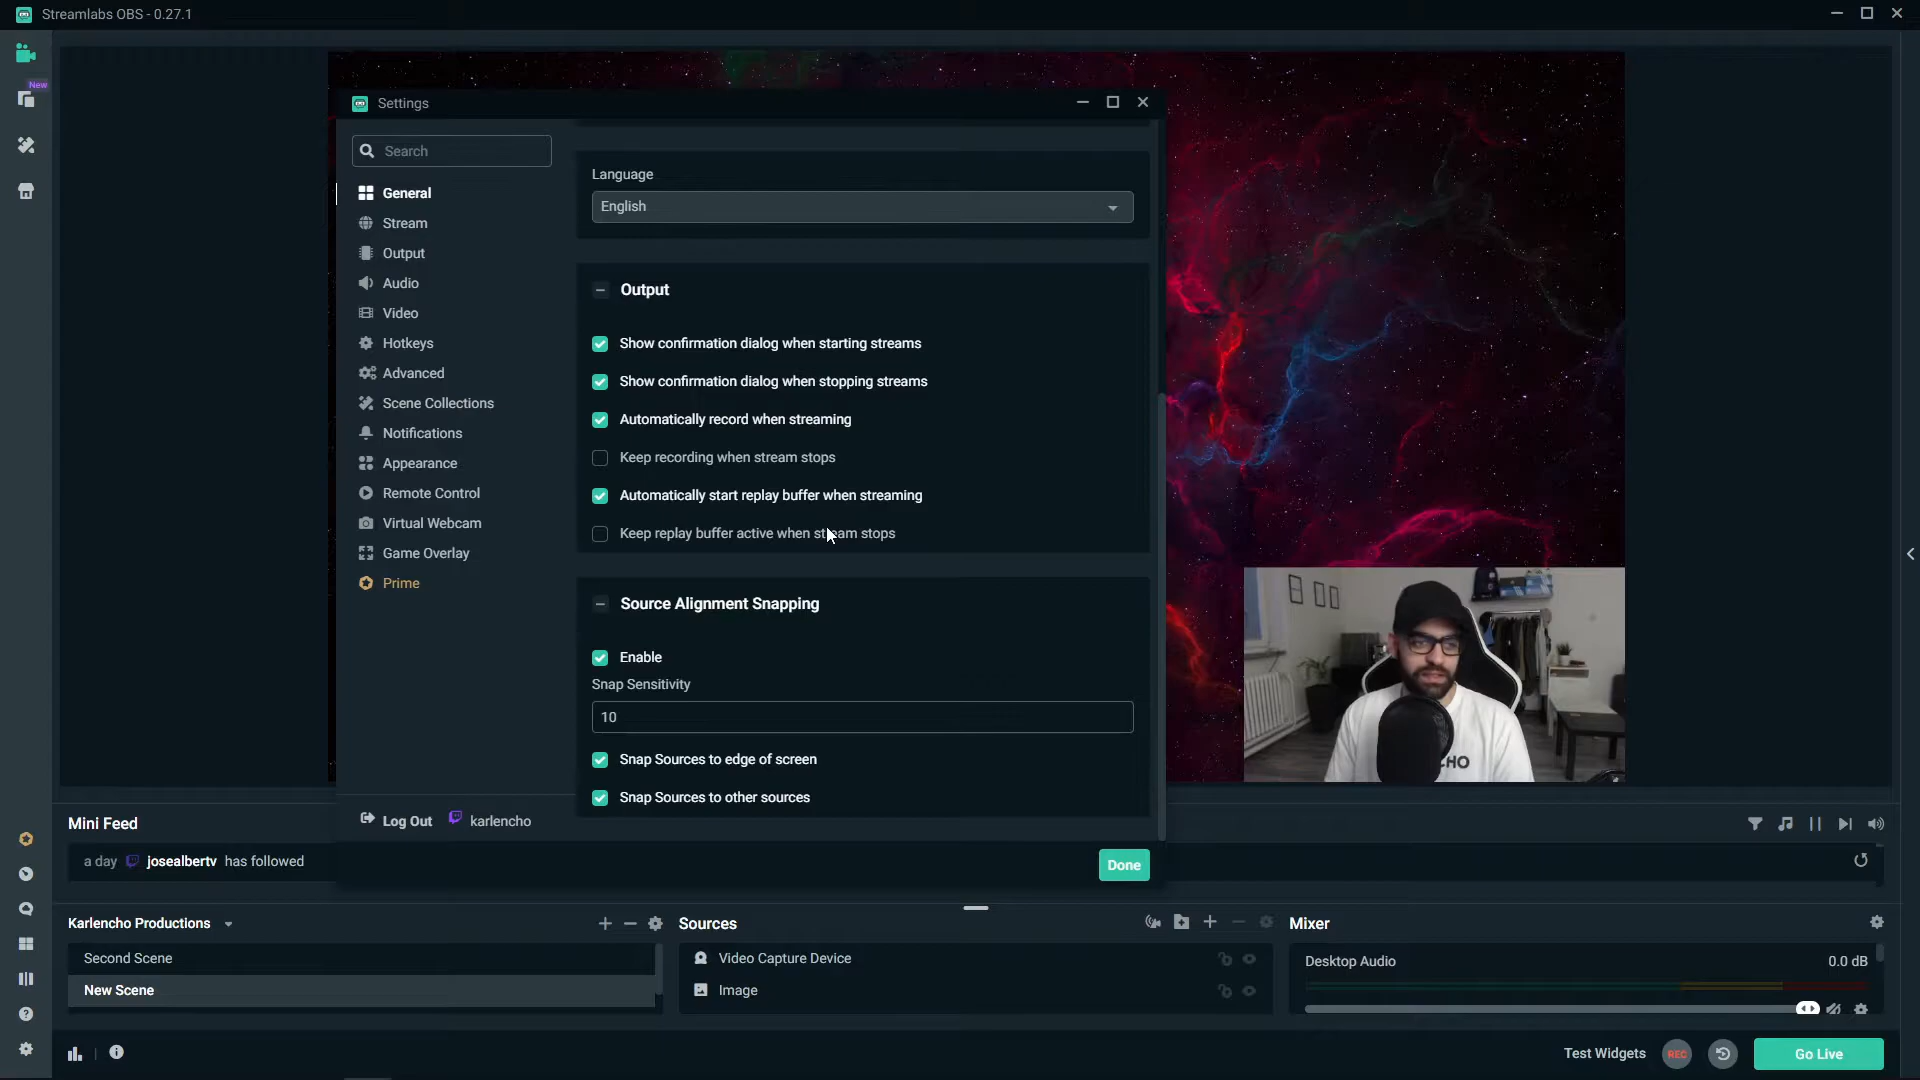 Streamlabs OBS - 0.27.1
New
Settings
Search
General
Stream
Output
Audio
Video
Hotkeys
Advanced
Scene Collections
Notifications
Appearance
Remote Control
Virtual Webcam
Game Overlay
Prime
Log Out karlencho
Language
English
Output
Show confirmation dialog when starting streams
Show confirmation dialog when stopping streams
Automatically record when streaming
Keep recording when stream stops
Automatically start replay buffer when streaming
Keep replay buffer active when stream stops
Source Alignment Snapping
Enable
Snap Sensitivity
10
Snap Sources to edge of screen
Snap Sources to other sources
Done
CHO
Mini Feed
a day josealbertv has followed
Karlencho Productions
Second Scene
New Scene
Sources
Video Capture Device
Image
Mixer
Desktop Audio 0.0 dB
Test Widgets REC Go Live